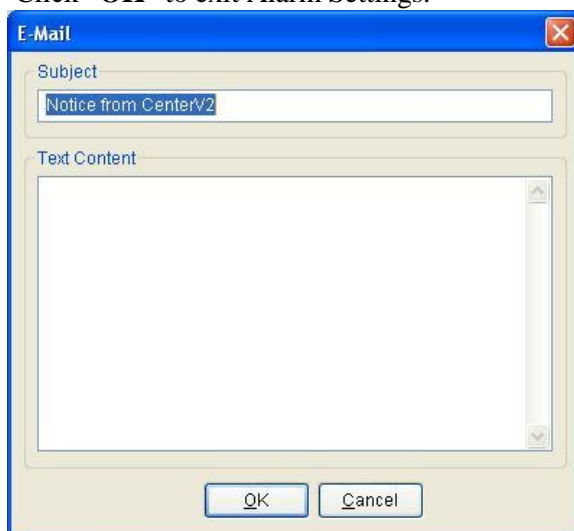 Click "OK" to exit Alarm Settings.
E-Mail
Subject
Notice from CenterV2
Text Content
OK
Cancel